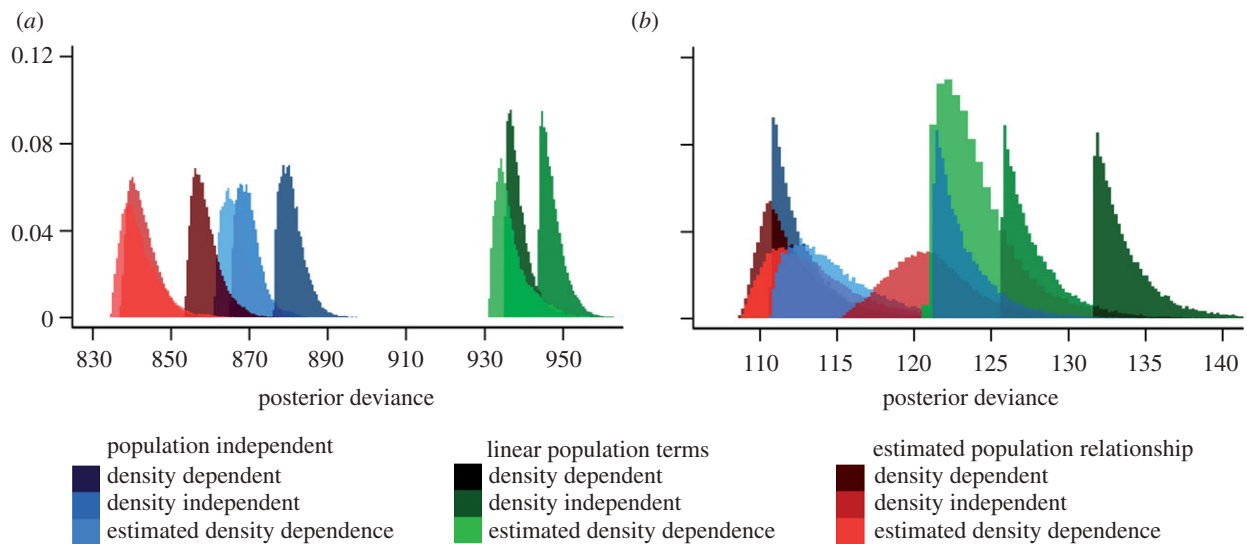 (a)
(b)
0.12
0.08
0.04
0
830 850 870 890 910 930 950
110 115 120 125 130 135 140
posterior deviance
posterior deviance
population independent
density dependent
density independent
estimated density dependence
linear population terms
density dependent
density independent
estimated density dependence
estimated population relationship
density dependent
density independent
estimated density dependence